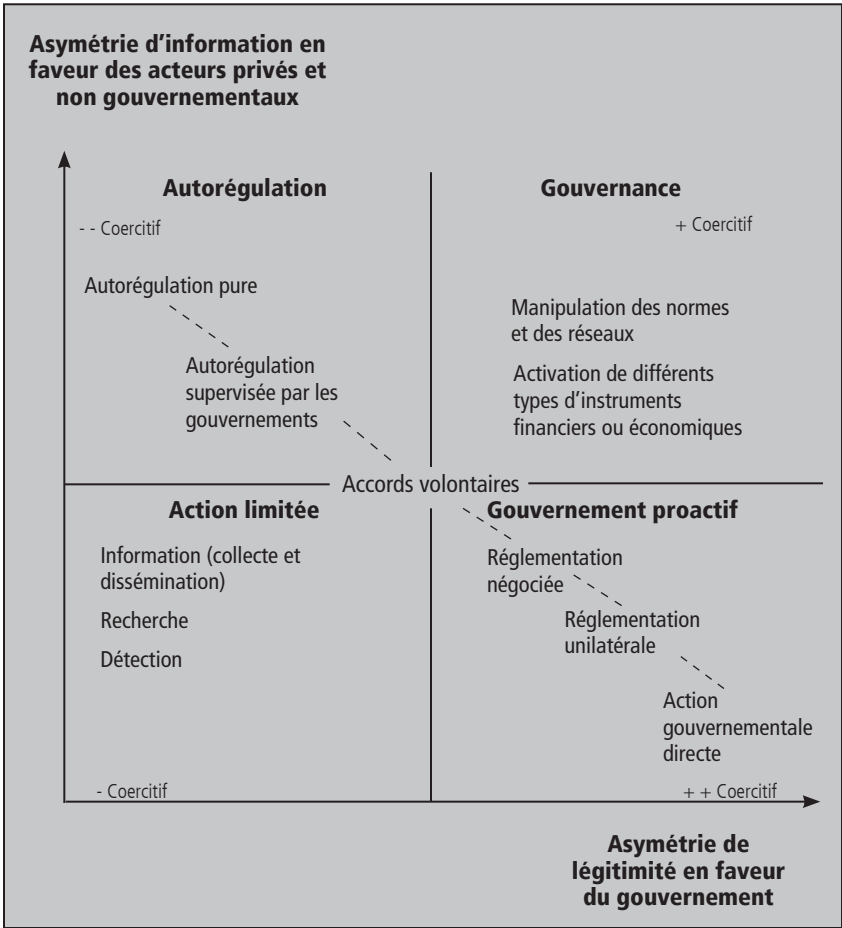 Asymétrie d'information en
faveur des acteurs privés et
non gouvernementaux
Autorégulation
- - Coercitif
Autorégulation pure
Autorégulation
supervisée par les
gouvernements
Gouvernance
+ Coercitif
Manipulation des normes
et des réseaux
Activation de différents
types d'instruments
financiers ou économiques
Accords volontaires
Action limitée
Information (collecte et
dissémination)
Recherche
Détection
- Coercitif
Gouvernement proactif
Réglementation
négociée
Réglementation
unilatérale
Action
gouvernementale
directe
+ + Coercitif
Asymétrie de
légitimité en faveur
du gouvernement